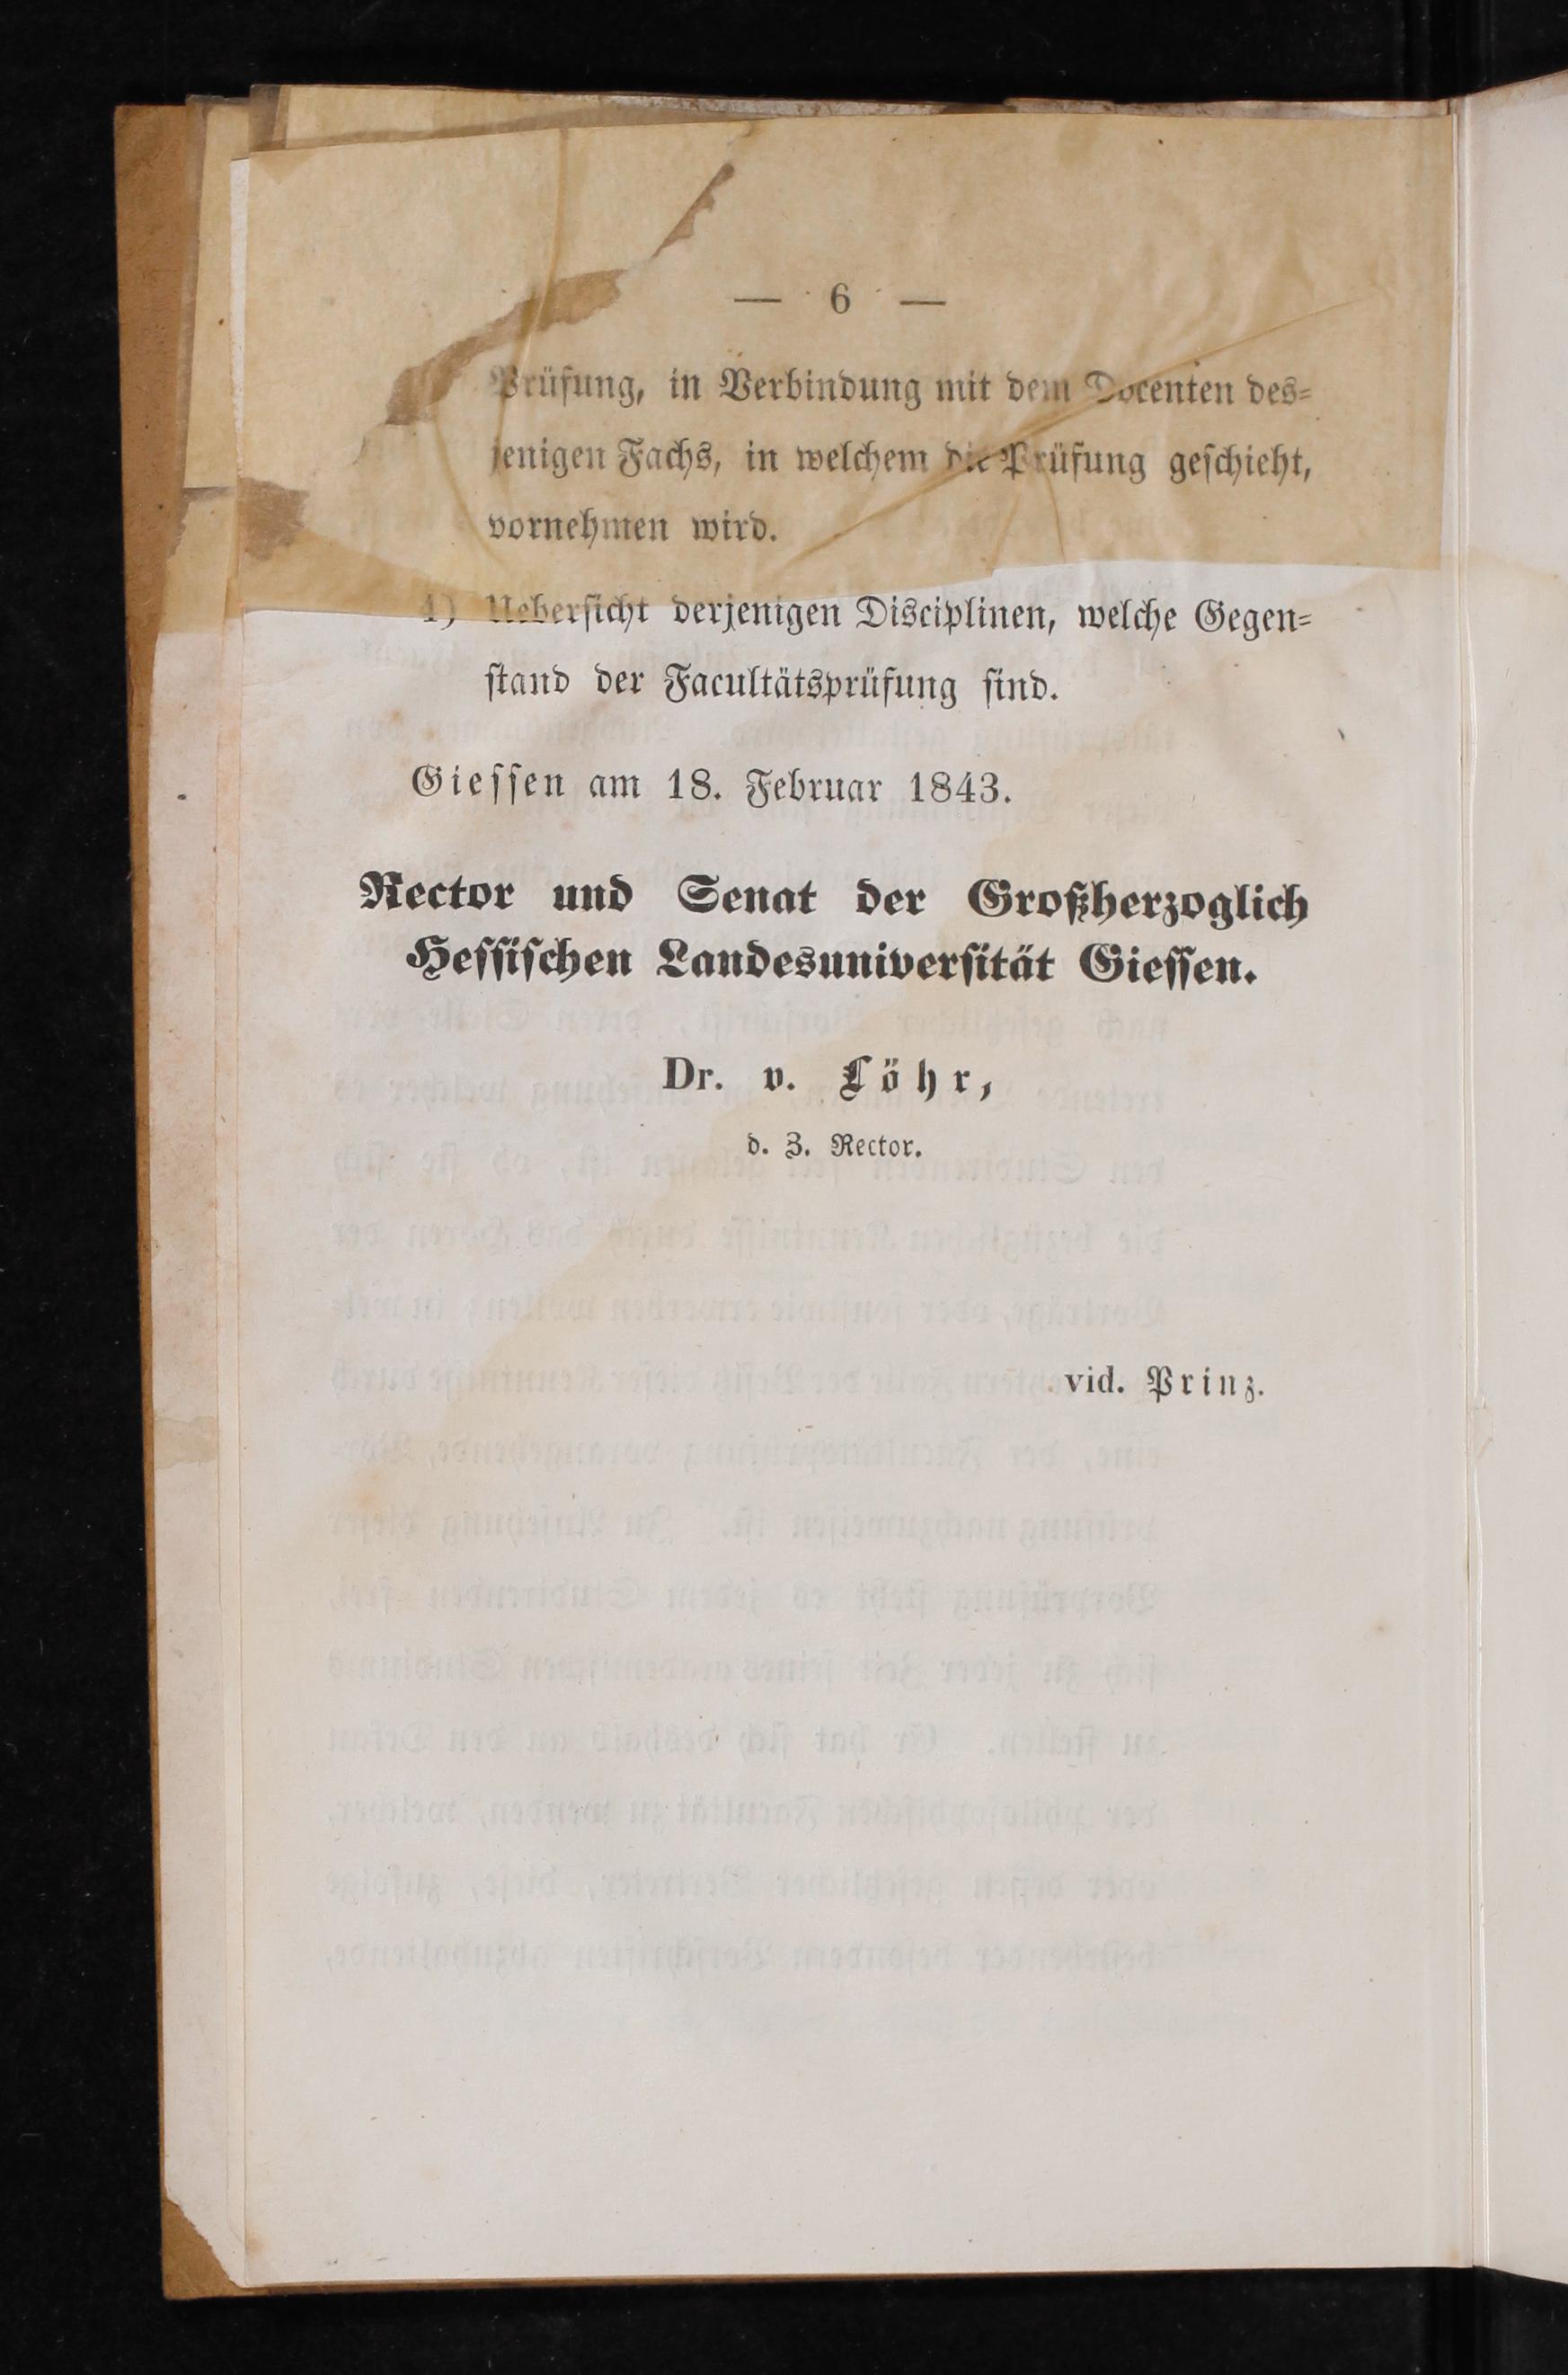 — 6 —
Prüfung, in Verbindung mit dem Docenten des-
jenigen Fachs, in welchem die Prüfung geschieht,
vornehmen wird.
4) Uebersicht derjenigen Disciplinen, welche Gegen-
stand der Facultätsprüfung sind.
Giessen am 18. Februar 1843.
Rector und Senat der Großherzoglich
Hessischen Landesuniversität Giessen.
Dr. v. Löhr,
d. Z. Rector.
vid. Prinz.